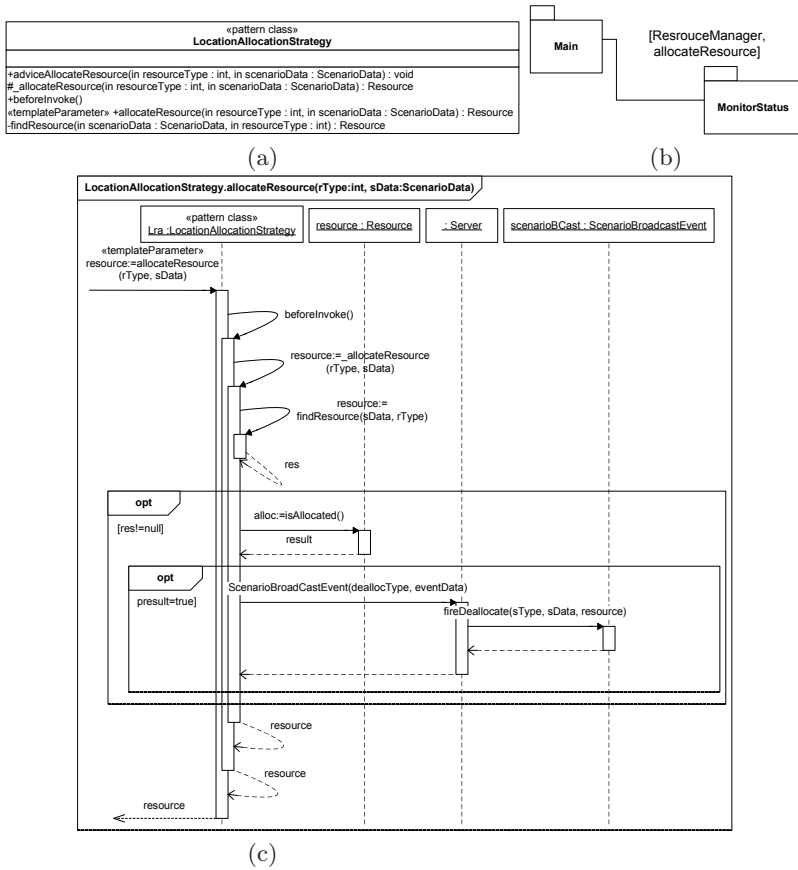 «pattern class»
LocationAllocationStrategy
+adviceAllocateResource(in resourceType : int, in scenarioData : ScenarioData) : void
#_allocateResource(in resourceType : int, in scenarioData : ScenarioData) : Resource
+beforeInvoke()
«templateParameter» +allocateResource(in resourceType : int, in scenarioData : ScenarioData) : Resource
-findResource(in scenarioData : ScenarioData, in resourceType : int) : Resource
(a)
Main
[ResrouceManager,
allocateResource]
MonitorStatus
(b)
LocationAllocationStrategy.allocateResource(rType:int, sData:ScenarioData)
«pattern class»
Lra :LocationAllocationStrategy
resource : Resource
: Server
scenarioBCast : ScenarioBroadcastEvent
«templateParameter»
resource:=allocateResource
(rType, sData)
beforeInvoke()
resource:=_allocateResource
(rType, sData)
resource:=
findResource(sData, rType)
res
opt
[res!=null]
alloc:=isAllocated()
result
opt
presult=true]
ScenarioBroadCastEvent(deallocType, eventData)
fireDeallocate(sType, sData, resource)
resource
resource
resource
(c)